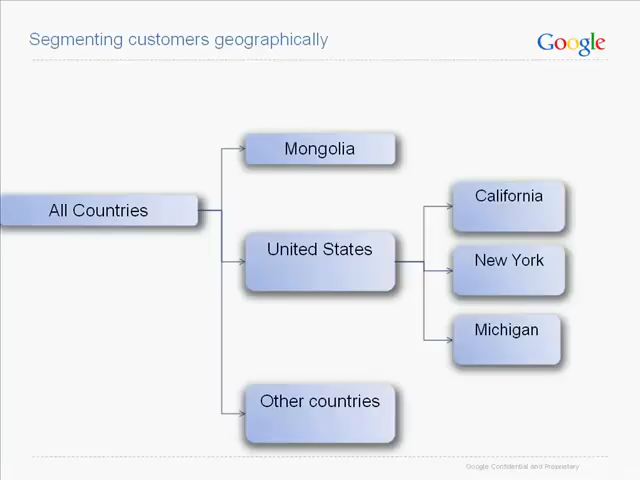 Segmenting customers geographically
Google
Mongolia
All Countries
California
United States
New York
Michigan
Other countries
Google Confidential and Proprietary